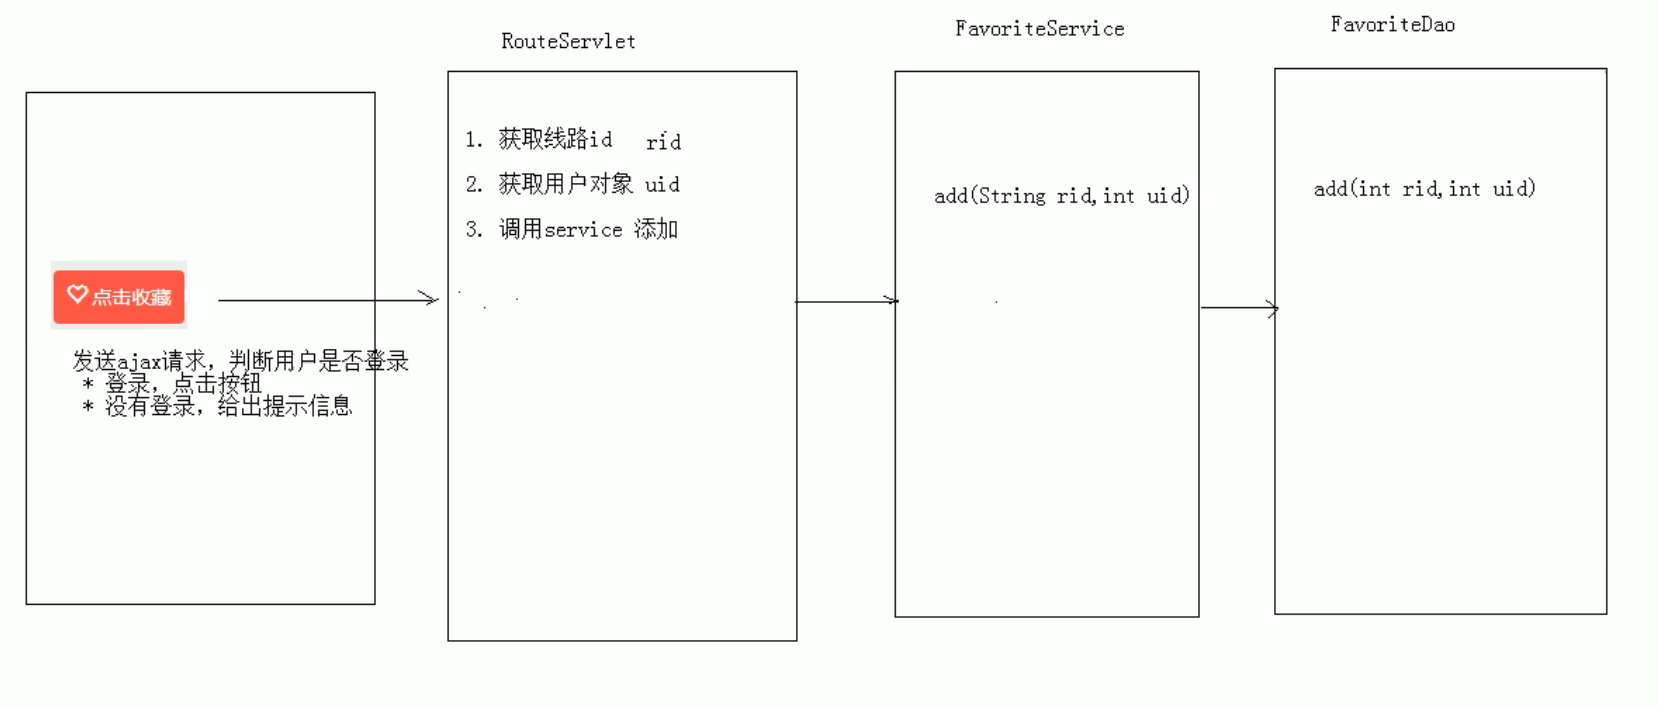 RouteServlet
FavoriteService
FavoriteDao
点击收藏
发送ajax请求，判断用户是否登录
* 登录，点击按钮
* 没有登录，给出提示信息
1. 获取线路id rid
2. 获取用户对象 uid
3. 调用service 添加
add(String rid,int uid)
add(int rid,int uid)